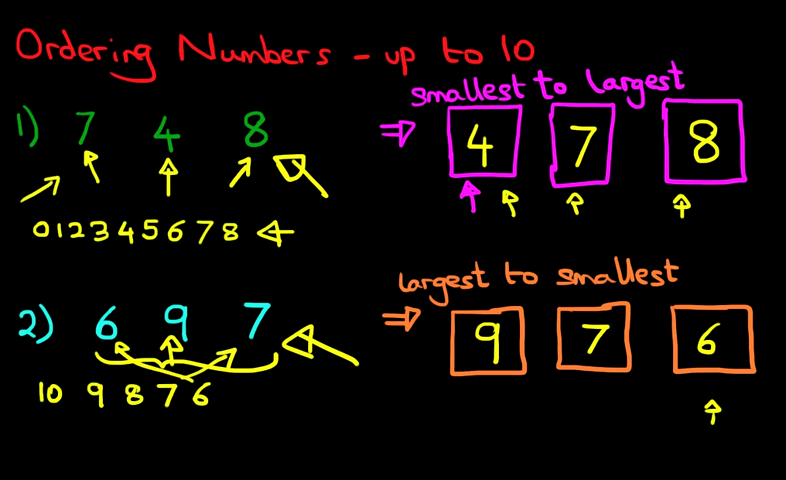 Ordering Numbers - up to 10
smallest to largest
1) 7 4 8 ⇒ 4 7 8
0 1 2 3 4 5 6 7 8
largest to smallest
2) 6 9 7 ⇒ 9 7 6
10 9 8 7 6